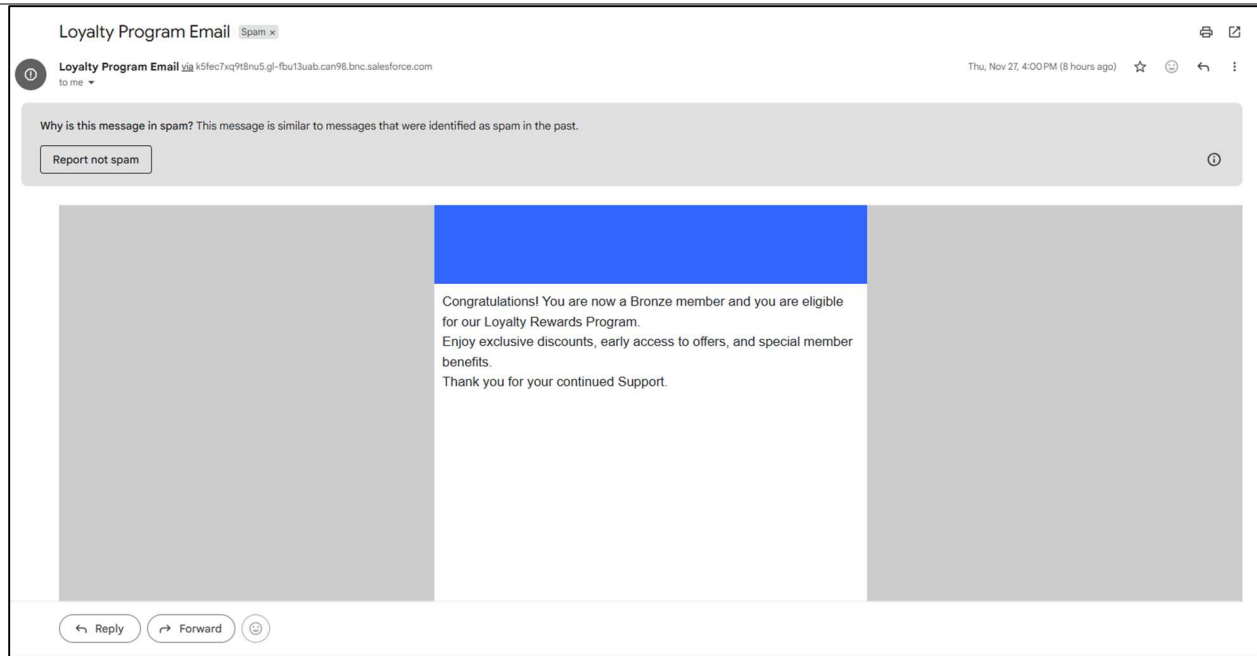 Loyalty Program Email Spam x
Loyalty Program Email via k5fec7xq9t8nu5.gl-fbu13uab.can98.bnc.salesforce.com
Thu, Nov 27, 4:00 PM (8 hours ago)
to me
Why is this message in spam? This message is similar to messages that were identified as spam in the past.
Report not spam
Congratulations! You are now a Bronze member and you are eligible
for our Loyalty Rewards Program.
Enjoy exclusive discounts, early access to offers, and special member
benefits.
Thank you for your continued Support.
Reply
Forward